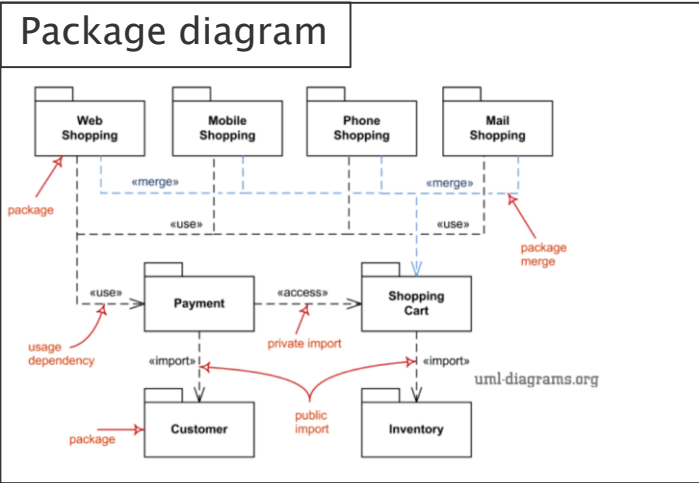 Package diagram
Web
Shopping
Mobile
Shopping
Phone
Shopping
Mail
Shopping
«merge»
«merge»
package
«use»
«use»
package
merge
«use»
Payment
«access»
Shopping
Cart
usage
dependency
private import
«import»
«import»
uml-diagrams.org
public
import
package
Customer
Inventory